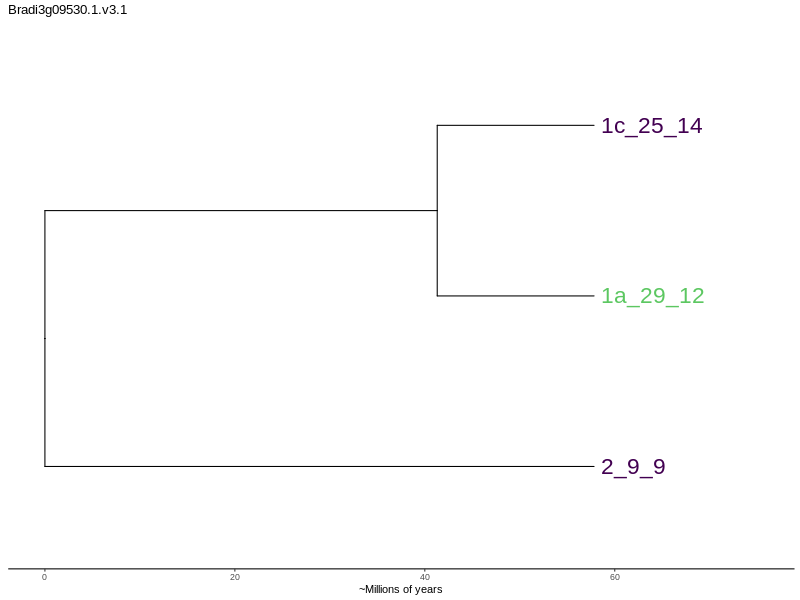 Bradi3g09530.1.v3.1
1c_25_14
1a_29_12
2_9_9
0 20 40 60
~Millions of years